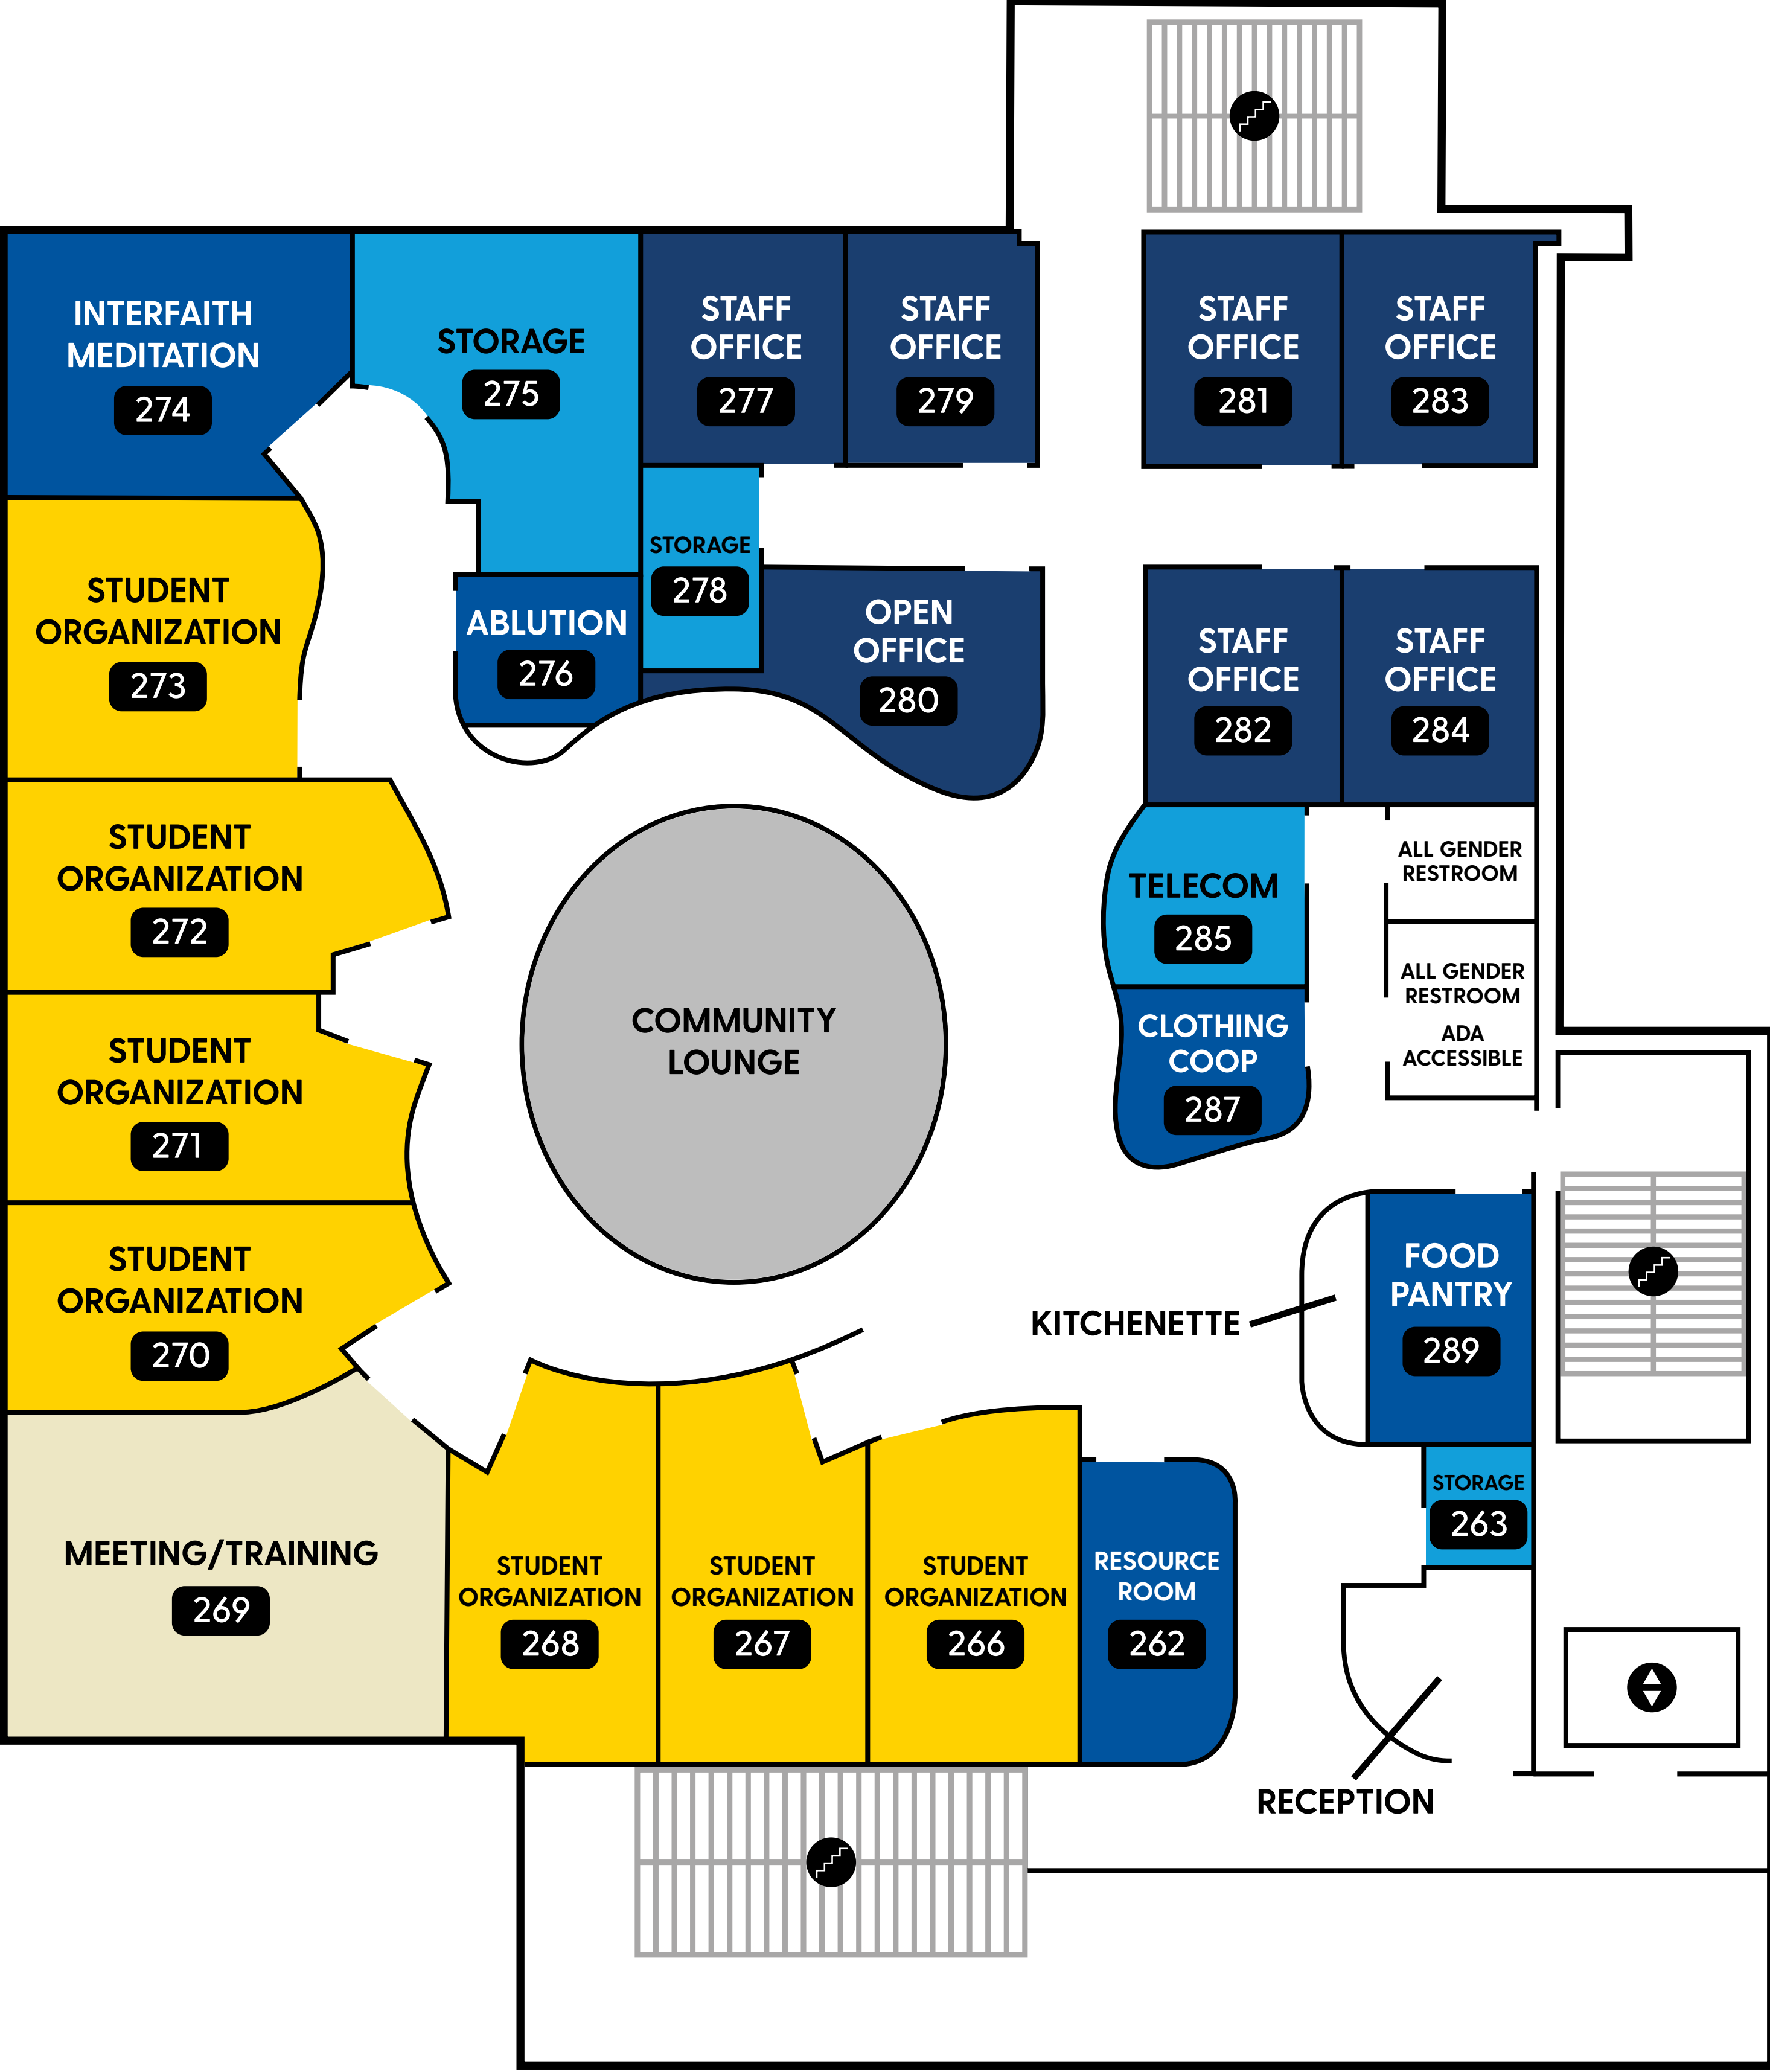 INTERFAITH
MEDITATION
274
STORAGE
275
STAFF
OFFICE
277
STAFF
OFFICE
279
STAFF
OFFICE
281
STAFF
OFFICE
283
STUDENT
ORGANIZATION
273
ABLUTION
276
STORAGE
278
OPEN
OFFICE
280
STAFF
OFFICE
282
STAFF
OFFICE
284
STUDENT
ORGANIZATION
272
TELECOM
285
ALL GENDER
RESTROOM
ALL GENDER
RESTROOM
ADA
ACCESSIBLE
COMMUNITY
LOUNGE
CLOTHING
COOP
287
STUDENT
ORGANIZATION
271
STUDENT
ORGANIZATION
270
KITCHENETTE
FOOD
PANTRY
289
STORAGE
263
MEETING/TRAINING
269
STUDENT
ORGANIZATION
268
STUDENT
ORGANIZATION
267
STUDENT
ORGANIZATION
266
RESOURCE
ROOM
262
RECEPTION